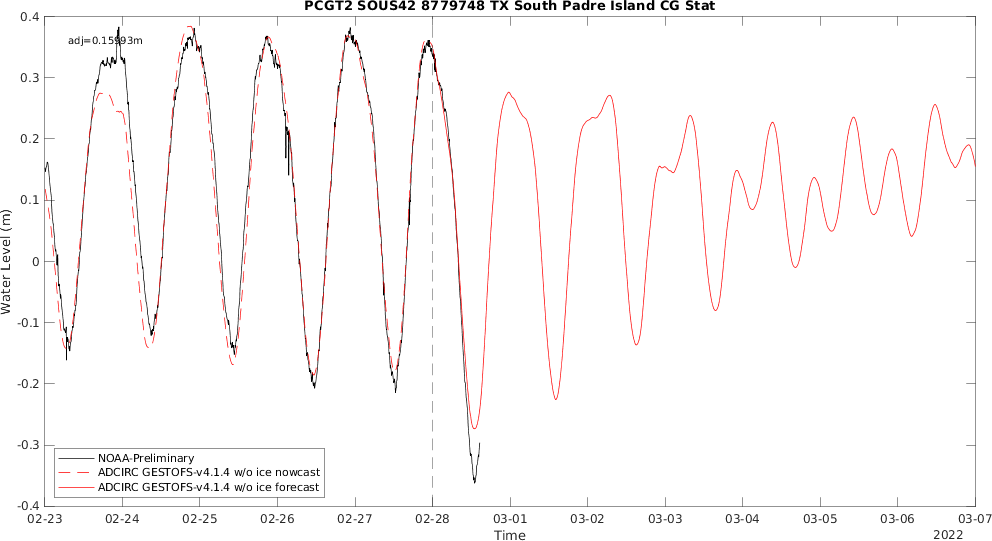 PCGT2 SOUS42 8779748 TX South Padre Island CG Stat
adj=0.15993m
0.4
0.3
0.2
0.1
0
-0.1
-0.2
-0.3
-0.4
Water Level (m)
NOAA-Preliminary
ADCIRC GESTOFS-v4.1.4 w/o ice nowcast
ADCIRC GESTOFS-v4.1.4 w/o ice forecast
02-23 02-24 02-25 02-26 02-27 02-28 03-01 03-02 03-03 03-04 03-05 03-06 03-07
Time
2022